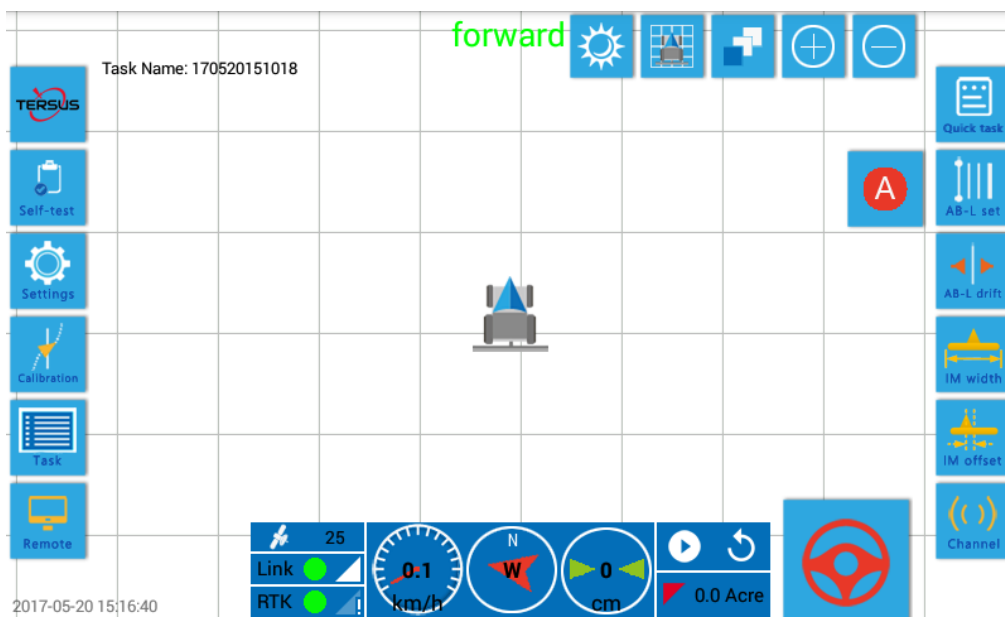 forward
Task Name: 170520151018
TERSUS
Quick task
A
Self-test
AB-L set
Settings
AB-L drift
Calibration
IM width
Task
IM offset
Remote
Channel
25
Link
RTK
!
0.1
km/h
N
W
0
cm
0.0 Acre
2017-05-20 15:16:40